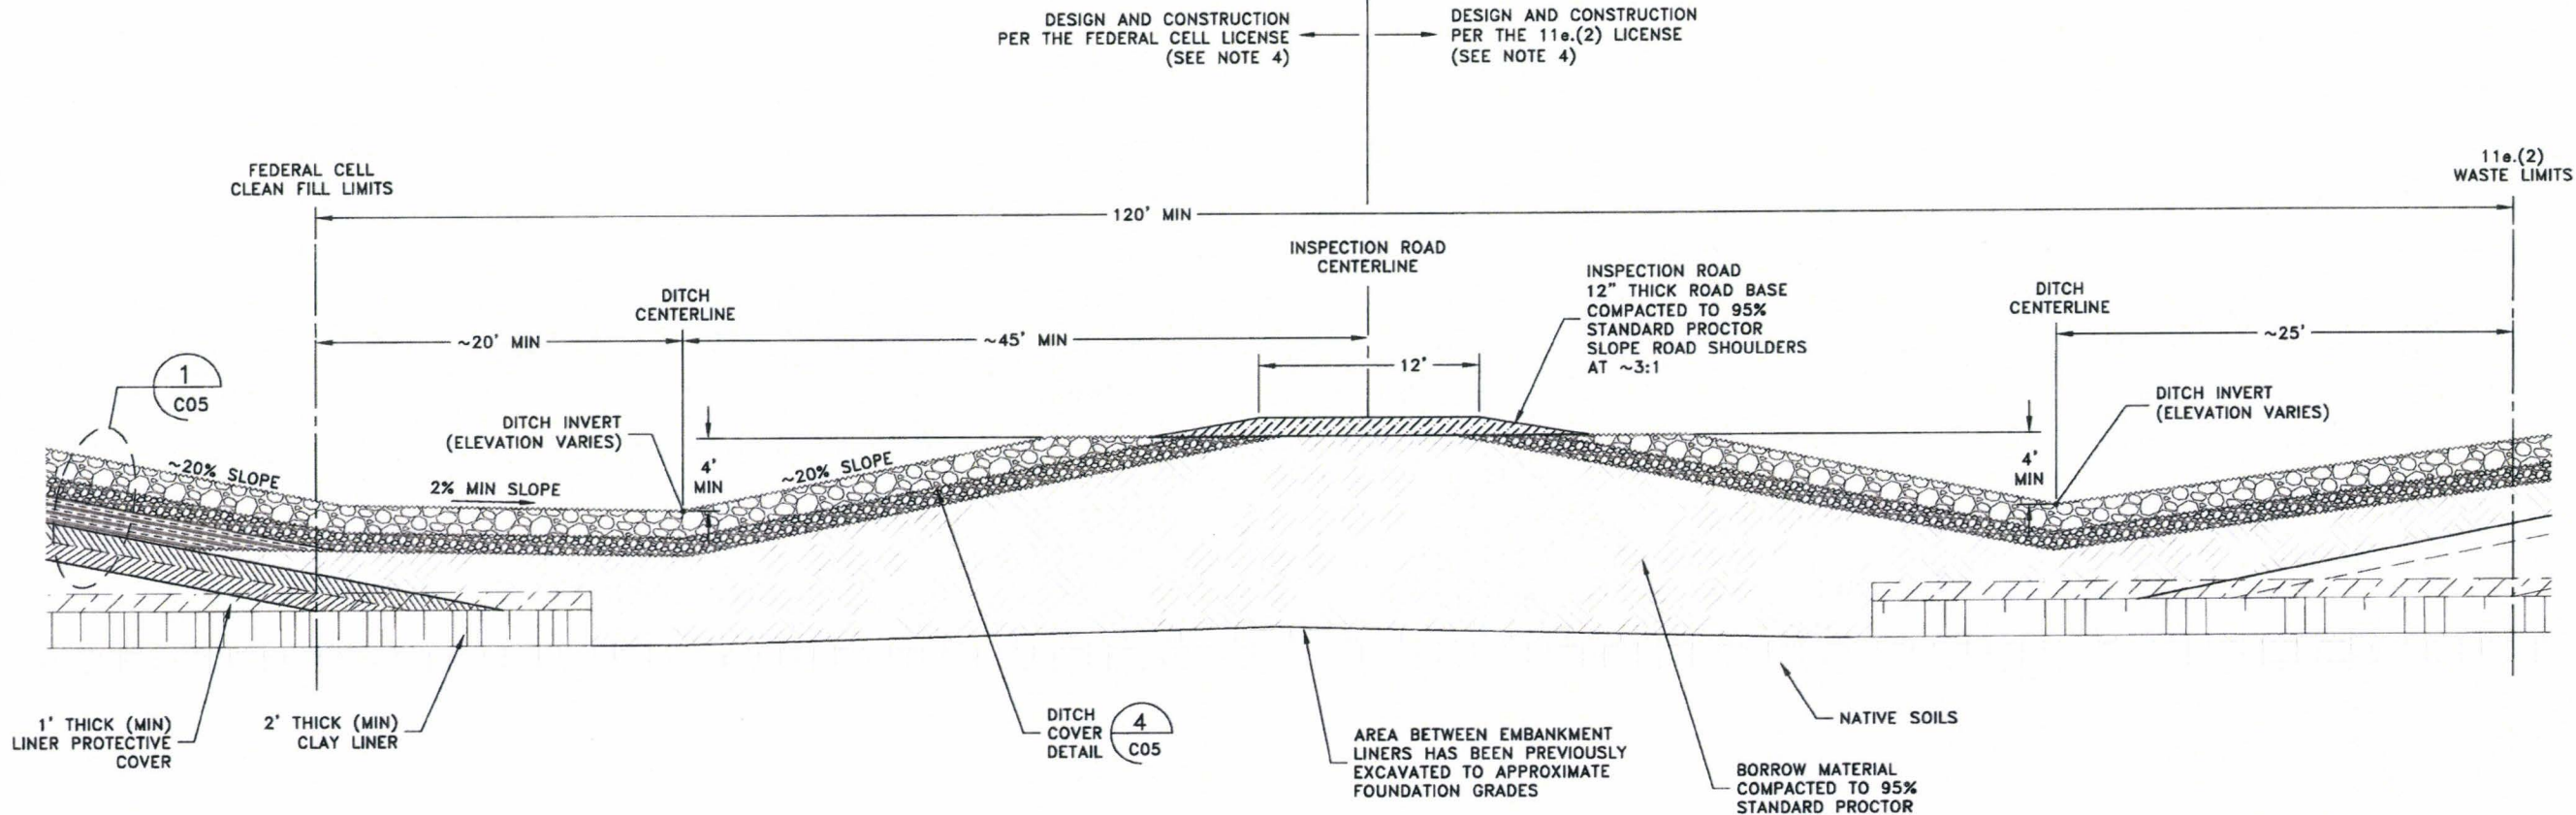 DESIGN AND CONSTRUCTION
PER THE FEDERAL CELL LICENSE
(SEE NOTE 4)
DESIGN AND CONSTRUCTION
PER THE 11e.(2) LICENSE
(SEE NOTE 4)
FEDERAL CELL
CLEAN FILL LIMITS
11e.(2)
WASTE LIMITS
120' MIN
INSPECTION ROAD
CENTERLINE
INSPECTION ROAD
12" THICK ROAD BASE
COMPACTED TO 95%
STANDARD PROCTOR
SLOPE ROAD SHOULDERS
AT ~3:1
DITCH
CENTERLINE
DITCH
CENTERLINE
~20' MIN
~45' MIN
~25'
12'
1
C05
DITCH INVERT
(ELEVATION VARIES)
DITCH INVERT
(ELEVATION VARIES)
~20% SLOPE
2% MIN SLOPE
4'
MIN
~20% SLOPE
4'
MIN
1' THICK (MIN)
LINER PROTECTIVE
COVER
2' THICK (MIN)
CLAY LINER
DITCH
COVER
DETAIL
4
C05
AREA BETWEEN EMBANKMENT
LINERS HAS BEEN PREVIOUSLY
EXCAVATED TO APPROXIMATE
FOUNDATION GRADES
NATIVE SOILS
BORROW MATERIAL
COMPACTED TO 95%
STANDARD PROCTOR